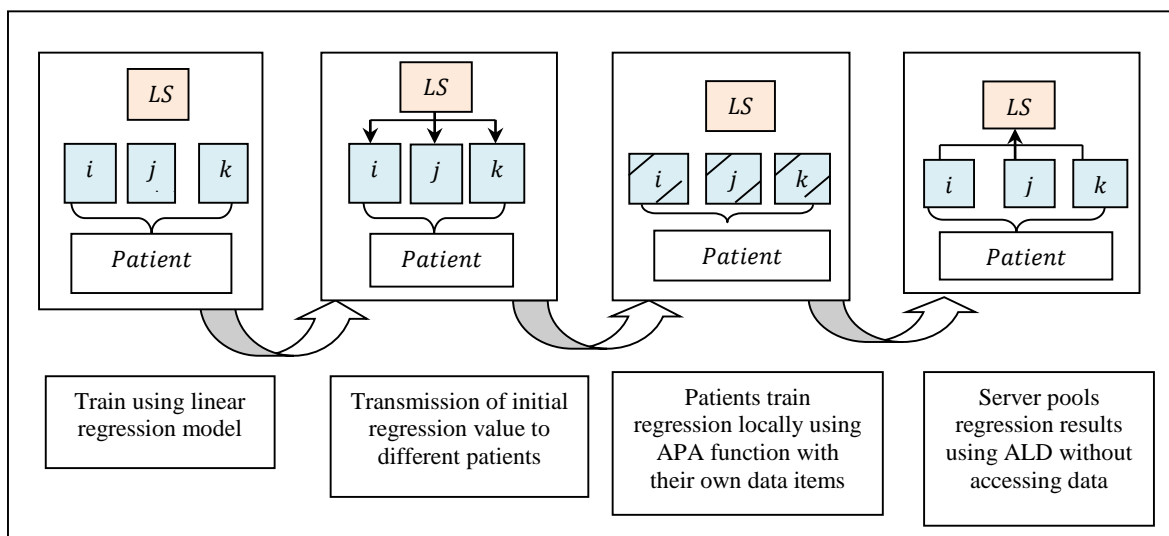 LS
i j k
Patient
LS
i j k
Patient
LS
i j k
Patient
LS
i j k
Patient
Train using linear
regression model
Transmission of initial
regression value to
different patients
Patients train
regression locally using
APA function with
their own data items
Server pools
regression results
using ALD without
accessing data